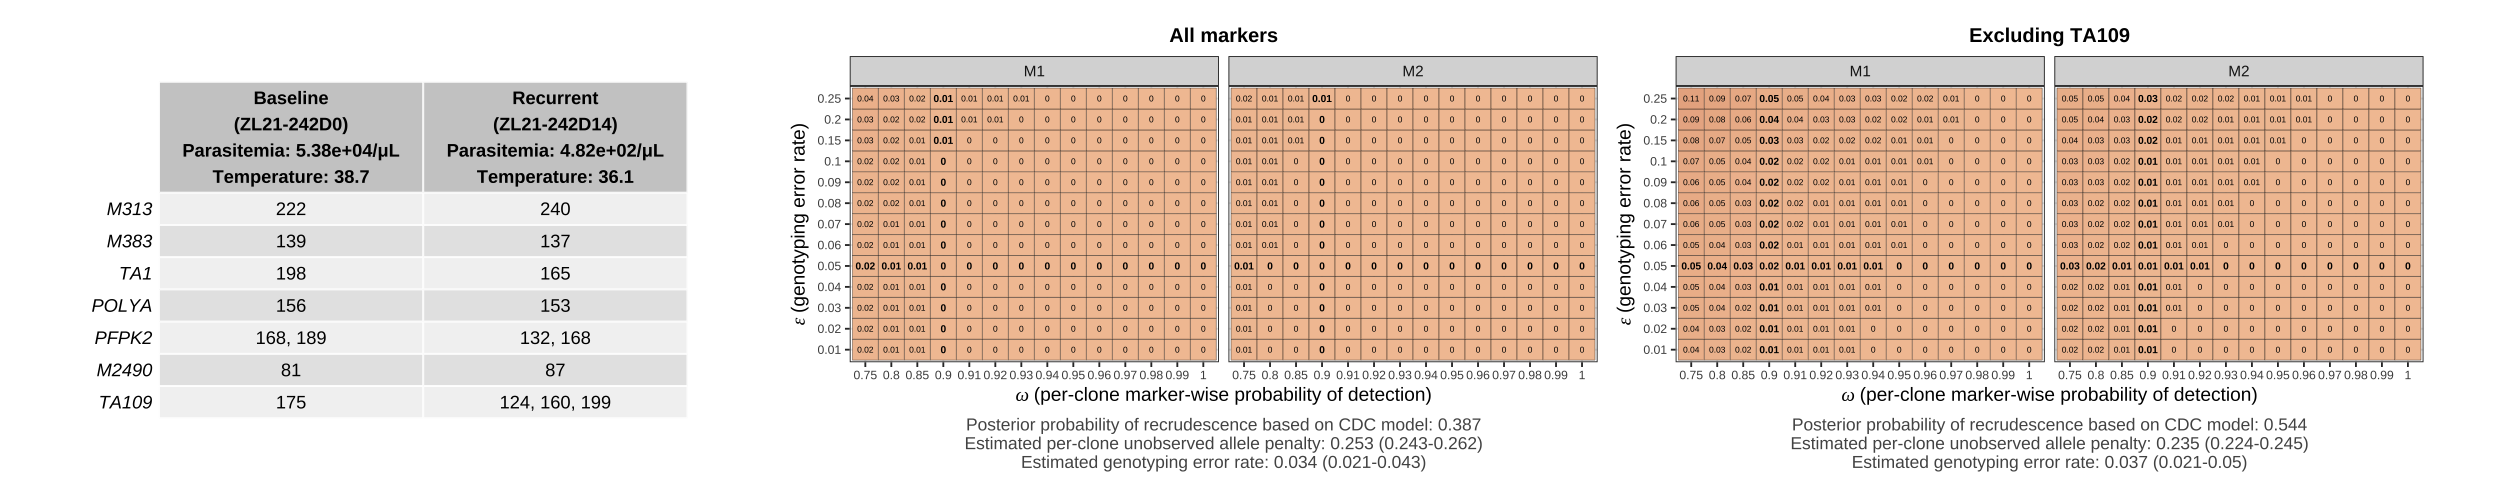 All markers
Excluding TA109
Baseline
(ZL21-242D0)
Parasitemia: 5.38e+04/µL
Temperature: 38.7
Recurrent
(ZL21-242D14)
Parasitemia: 4.82e+02/µL
Temperature: 36.1
M313 222 240
M383 139 137
TA1 198 165
POLYA 156 153
PFPK2 168, 189 132, 168
M2490 81 87
TA109 175 124, 160, 199
M1 M2
ε (genotyping error rate)
0.25 0.04 0.03 0.02 0.01 0.01 0.01 0.01 0 0 0 0 0 0 0 0.02 0.01 0.01 0.01 0 0 0 0 0 0 0 0 0 0
0.2 0.03 0.02 0.02 0.01 0.01 0.01 0 0 0 0 0 0 0 0 0.01 0.01 0.01 0 0 0 0 0 0 0 0 0 0 0
0.15 0.03 0.02 0.01 0.01 0 0 0 0 0 0 0 0 0 0 0.01 0.01 0.01 0 0 0 0 0 0 0 0 0 0 0
0.1 0.02 0.02 0.01 0 0 0 0 0 0 0 0 0 0 0 0.01 0.01 0 0 0 0 0 0 0 0 0 0 0 0
0.09 0.02 0.02 0.01 0 0 0 0 0 0 0 0 0 0 0 0.01 0.01 0 0 0 0 0 0 0 0 0 0 0 0
0.08 0.02 0.02 0.01 0 0 0 0 0 0 0 0 0 0 0 0.01 0.01 0 0 0 0 0 0 0 0 0 0 0 0
0.07 0.02 0.02 0.01 0 0 0 0 0 0 0 0 0 0 0 0.01 0.01 0 0 0 0 0 0 0 0 0 0 0 0
0.06 0.02 0.01 0.01 0 0 0 0 0 0 0 0 0 0 0 0.01 0.01 0 0 0 0 0 0 0 0 0 0 0 0
0.05 0.02 0.01 0.01 0 0 0 0 0 0 0 0 0 0 0 0.01 0 0 0 0 0 0 0 0 0 0 0 0 0
0.04 0.02 0.01 0.01 0 0 0 0 0 0 0 0 0 0 0 0.01 0 0 0 0 0 0 0 0 0 0 0 0 0
0.03 0.02 0.01 0.01 0 0 0 0 0 0 0 0 0 0 0 0.01 0 0 0 0 0 0 0 0 0 0 0 0 0
0.02 0.02 0.01 0.01 0 0 0 0 0 0 0 0 0 0 0 0.01 0 0 0 0 0 0 0 0 0 0 0 0 0
0.01 0.02 0.01 0.01 0 0 0 0 0 0 0 0 0 0 0 0.01 0 0 0 0 0 0 0 0 0 0 0 0 0
0.75 0.8 0.85 0.9 0.91 0.92 0.93 0.94 0.95 0.96 0.97 0.98 0.99 1 0.75 0.8 0.85 0.9 0.91 0.92 0.93 0.94 0.95 0.96 0.97 0.98 0.99 1
ω (per-clone marker-wise probability of detection)
Posterior probability of recrudescence based on CDC model: 0.387
Estimated per-clone unobserved allele penalty: 0.253 (0.243-0.262)
Estimated genotyping error rate: 0.034 (0.021-0.043)
M1 M2
ε (genotyping error rate)
0.25 0.11 0.09 0.07 0.05 0.05 0.04 0.03 0.03 0.02 0.02 0.01 0 0 0 0.05 0.05 0.04 0.03 0.02 0.02 0.02 0.01 0.01 0.01 0 0 0 0
0.2 0.09 0.08 0.06 0.04 0.04 0.03 0.03 0.02 0.02 0.01 0.01 0 0 0 0.05 0.04 0.03 0.02 0.02 0.02 0.01 0.01 0.01 0.01 0 0 0 0
0.15 0.08 0.07 0.05 0.03 0.03 0.02 0.02 0.02 0.01 0.01 0 0 0 0 0.04 0.03 0.03 0.02 0.02 0.01 0.01 0.01 0.01 0 0 0 0 0
0.1 0.07 0.05 0.04 0.02 0.02 0.02 0.01 0.01 0.01 0.01 0 0 0 0 0.03 0.03 0.02 0.01 0.01 0.01 0.01 0.01 0 0 0 0 0 0
0.09 0.06 0.05 0.04 0.02 0.02 0.02 0.01 0.01 0.01 0 0 0 0 0 0.03 0.03 0.02 0.01 0.01 0.01 0.01 0.01 0 0 0 0 0 0
0.08 0.06 0.05 0.03 0.02 0.02 0.01 0.01 0.01 0.01 0 0 0 0 0 0.03 0.02 0.02 0.01 0.01 0.01 0.01 0 0 0 0 0 0 0
0.07 0.06 0.05 0.03 0.02 0.02 0.01 0.01 0.01 0.01 0 0 0 0 0 0.03 0.02 0.02 0.01 0.01 0.01 0.01 0 0 0 0 0 0 0
0.06 0.05 0.04 0.03 0.02 0.01 0.01 0.01 0.01 0.01 0 0 0 0 0 0.03 0.02 0.02 0.01 0.01 0.01 0 0 0 0 0 0 0 0
0.05 0.05 0.04 0.03 0.02 0.01 0.01 0.01 0.01 0 0 0 0 0 0 0.03 0.02 0.01 0.01 0.01 0.01 0 0 0 0 0 0 0 0
0.04 0.05 0.04 0.03 0.01 0.01 0.01 0.01 0.01 0 0 0 0 0 0 0.02 0.02 0.01 0.01 0.01 0.01 0 0 0 0 0 0 0 0
0.03 0.05 0.04 0.02 0.01 0.01 0.01 0.01 0.01 0 0 0 0 0 0 0.02 0.02 0.01 0.01 0.01 0.01 0 0 0 0 0 0 0 0
0.02 0.04 0.03 0.02 0.01 0.01 0.01 0.01 0 0 0 0 0 0 0 0.02 0.02 0.01 0.01 0.01 0 0 0 0 0 0 0 0 0
0.01 0.04 0.03 0.02 0.01 0.01 0.01 0.01 0 0 0 0 0 0 0 0.02 0.02 0.01 0.01 0 0 0 0 0 0 0 0 0 0
0.75 0.8 0.85 0.9 0.91 0.92 0.93 0.94 0.95 0.96 0.97 0.98 0.99 1 0.75 0.8 0.85 0.9 0.91 0.92 0.93 0.94 0.95 0.96 0.97 0.98 0.99 1
ω (per-clone marker-wise probability of detection)
Posterior probability of recrudescence based on CDC model: 0.544
Estimated per-clone unobserved allele penalty: 0.235 (0.224-0.245)
Estimated genotyping error rate: 0.037 (0.021-0.05)